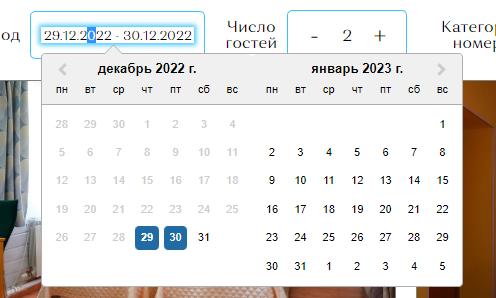 од
29.12.2022 - 30.12.2022
Число гостей
- 2 +
Категор
номер
декабрь 2022 г.
пн вт ср чт пт сб вс
28 29 30 1 2 3 4
5 6 7 8 9 10 11
12 13 14 15 16 17 18
19 20 21 22 23 24 25
26 27 28 29 30 31
январь 2023 г.
пн вт ср чт пт сб вс
1
2 3 4 5 6 7 8
9 10 11 12 13 14 15
16 17 18 19 20 21 22
23 24 25 26 27 28 29
30 31 1 2 3 4 5